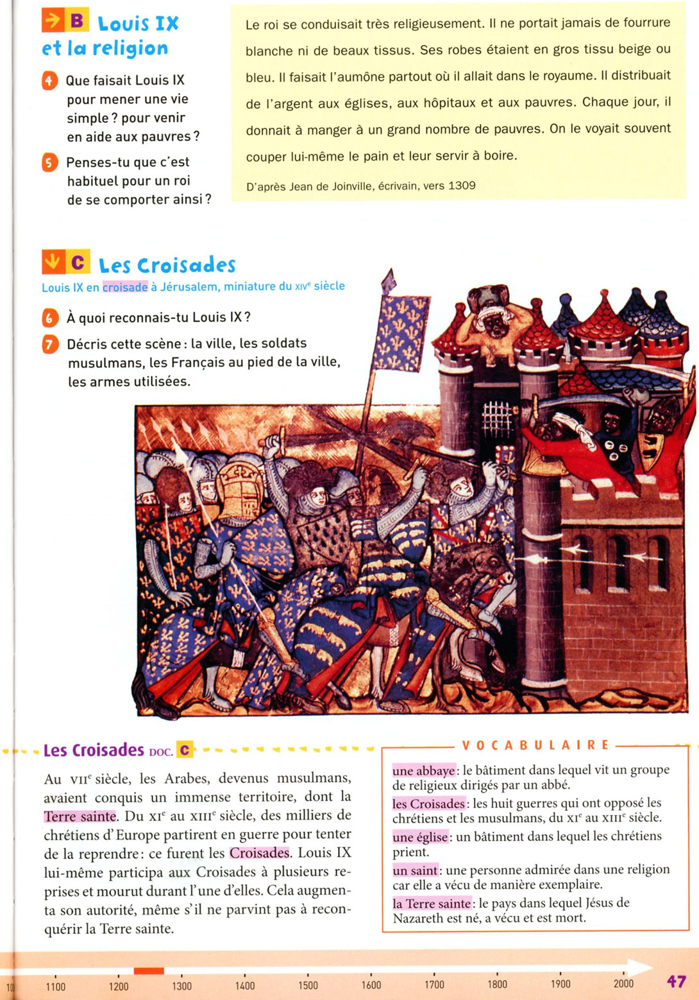 B Louis IX
et la religion
4 Que faisait Louis IX
pour mener une vie
simple ? pour venir
en aide aux pauvres ?
5 Penses-tu que c'est
habituel pour un roi
de se comporter ainsi ?
Le roi se conduisait très religieusement. Il ne portait jamais de fourrure
blanche ni de beaux tissus. Ses robes étaient en gros tissu beige ou
bleu. Il faisait l'aumône partout où il allait dans le royaume. Il distribuait
de l'argent aux églises, aux hôpitaux et aux pauvres. Chaque jour, il
donnait à manger à un grand nombre de pauvres. On le voyait souvent
couper lui-même le pain et leur servir à boire.
D'après Jean de Joinville, écrivain, vers 1309
C Les Croisades
Louis IX en croisade à Jérusalem, miniature du XIVe siècle
6 À quoi reconnais-tu Louis IX ?
7 Décris cette scène : la ville, les soldats
musulmans, les Français au pied de la ville,
les armes utilisées.
Les Croisades DOC. C
Au VIIe siècle, les Arabes, devenus musulmans,
avaient conquis un immense territoire, dont la
Terre sainte. Du XIe au XIIIe siècle, des milliers de
chrétiens d'Europe partirent en guerre pour tenter
de la reprendre : ce furent les Croisades. Louis IX
lui-même participa aux Croisades à plusieurs re-
prises et mourut durant l'une d'elles. Cela augmen-
ta son autorité, même s'il ne parvint pas à recon-
quérir la Terre sainte.
VOCABULAIRE
une abbaye : le bâtiment dans lequel vit un groupe
de religieux dirigés par un abbé.
les Croisades : les huit guerres qui ont opposé les
chrétiens et les musulmans, du XIe au XIIIe siècle.
une église : un bâtiment dans lequel les chrétiens
prient.
un saint : une personne admirée dans une religion
car elle a vécu de manière exemplaire.
la Terre sainte : le pays dans lequel Jésus de
Nazareth est né, a vécu et est mort.
1100 1200 1300 1400 1500 1600 1700 1800 1900 2000
47